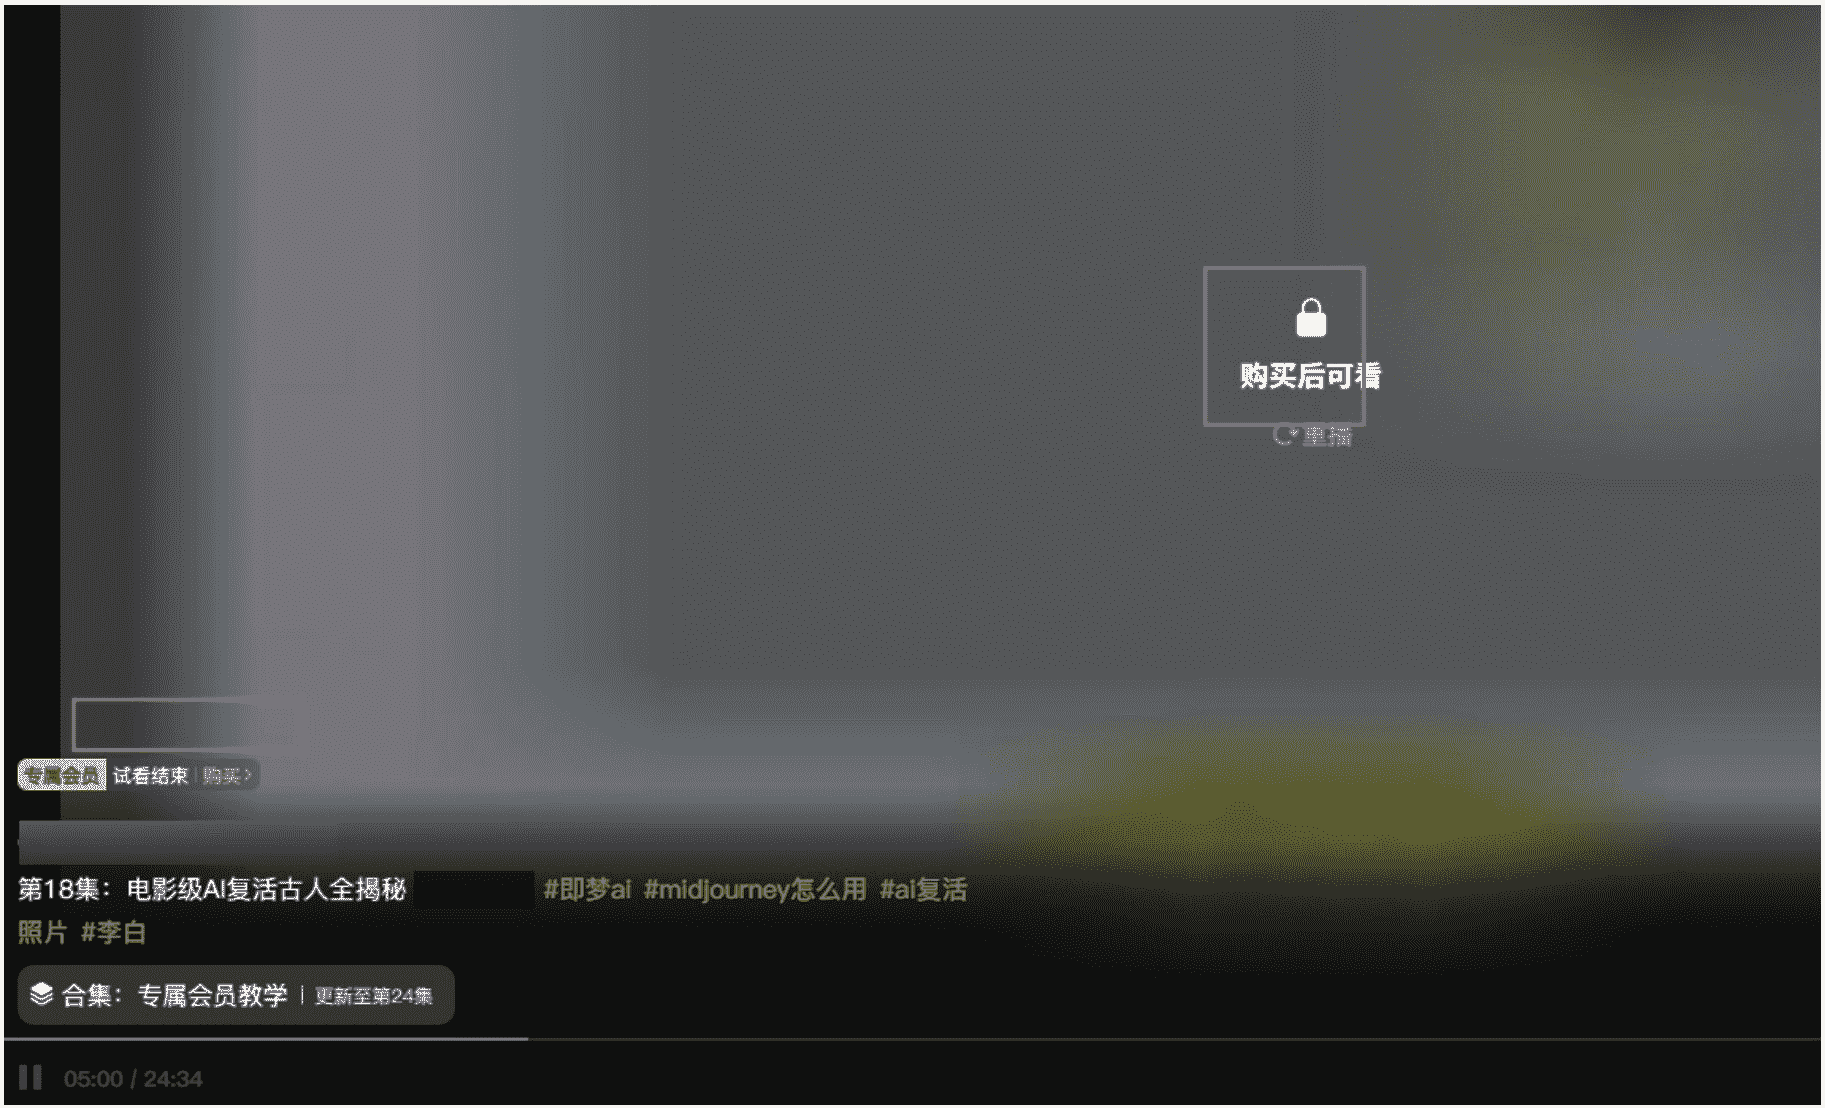 购买后可看
重播
专属会员 试看结束 | 购买>
第18集：电影级AI复活古人全揭秘 #即梦ai #midjourney怎么用 #ai复活
照片 #李白
合集：专属会员教学 | 更新至第24集
05:00 / 24:34